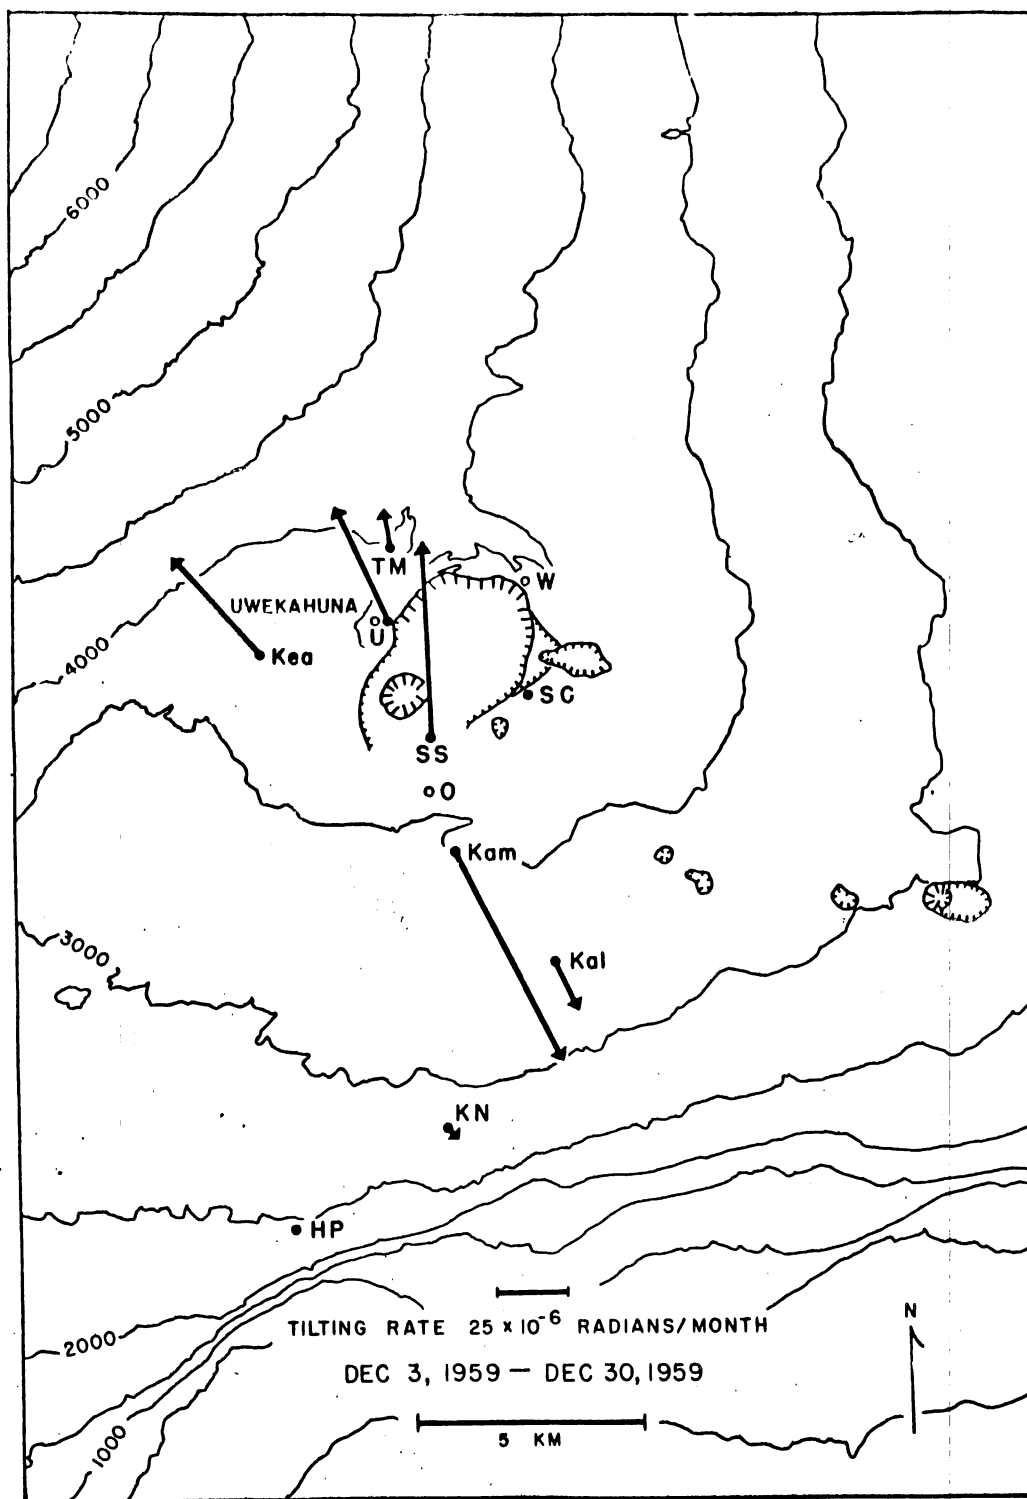 6000
5000
TM
W
UWEKAHUNA
U
4000
Kea
SC
SS
O
Kam
3000
Kal
KN
HP
N
TILTING RATE 25 × 10⁻⁶ RADIANS/MONTH
2000
DEC 3, 1959 — DEC 30, 1959
1000
5 KM